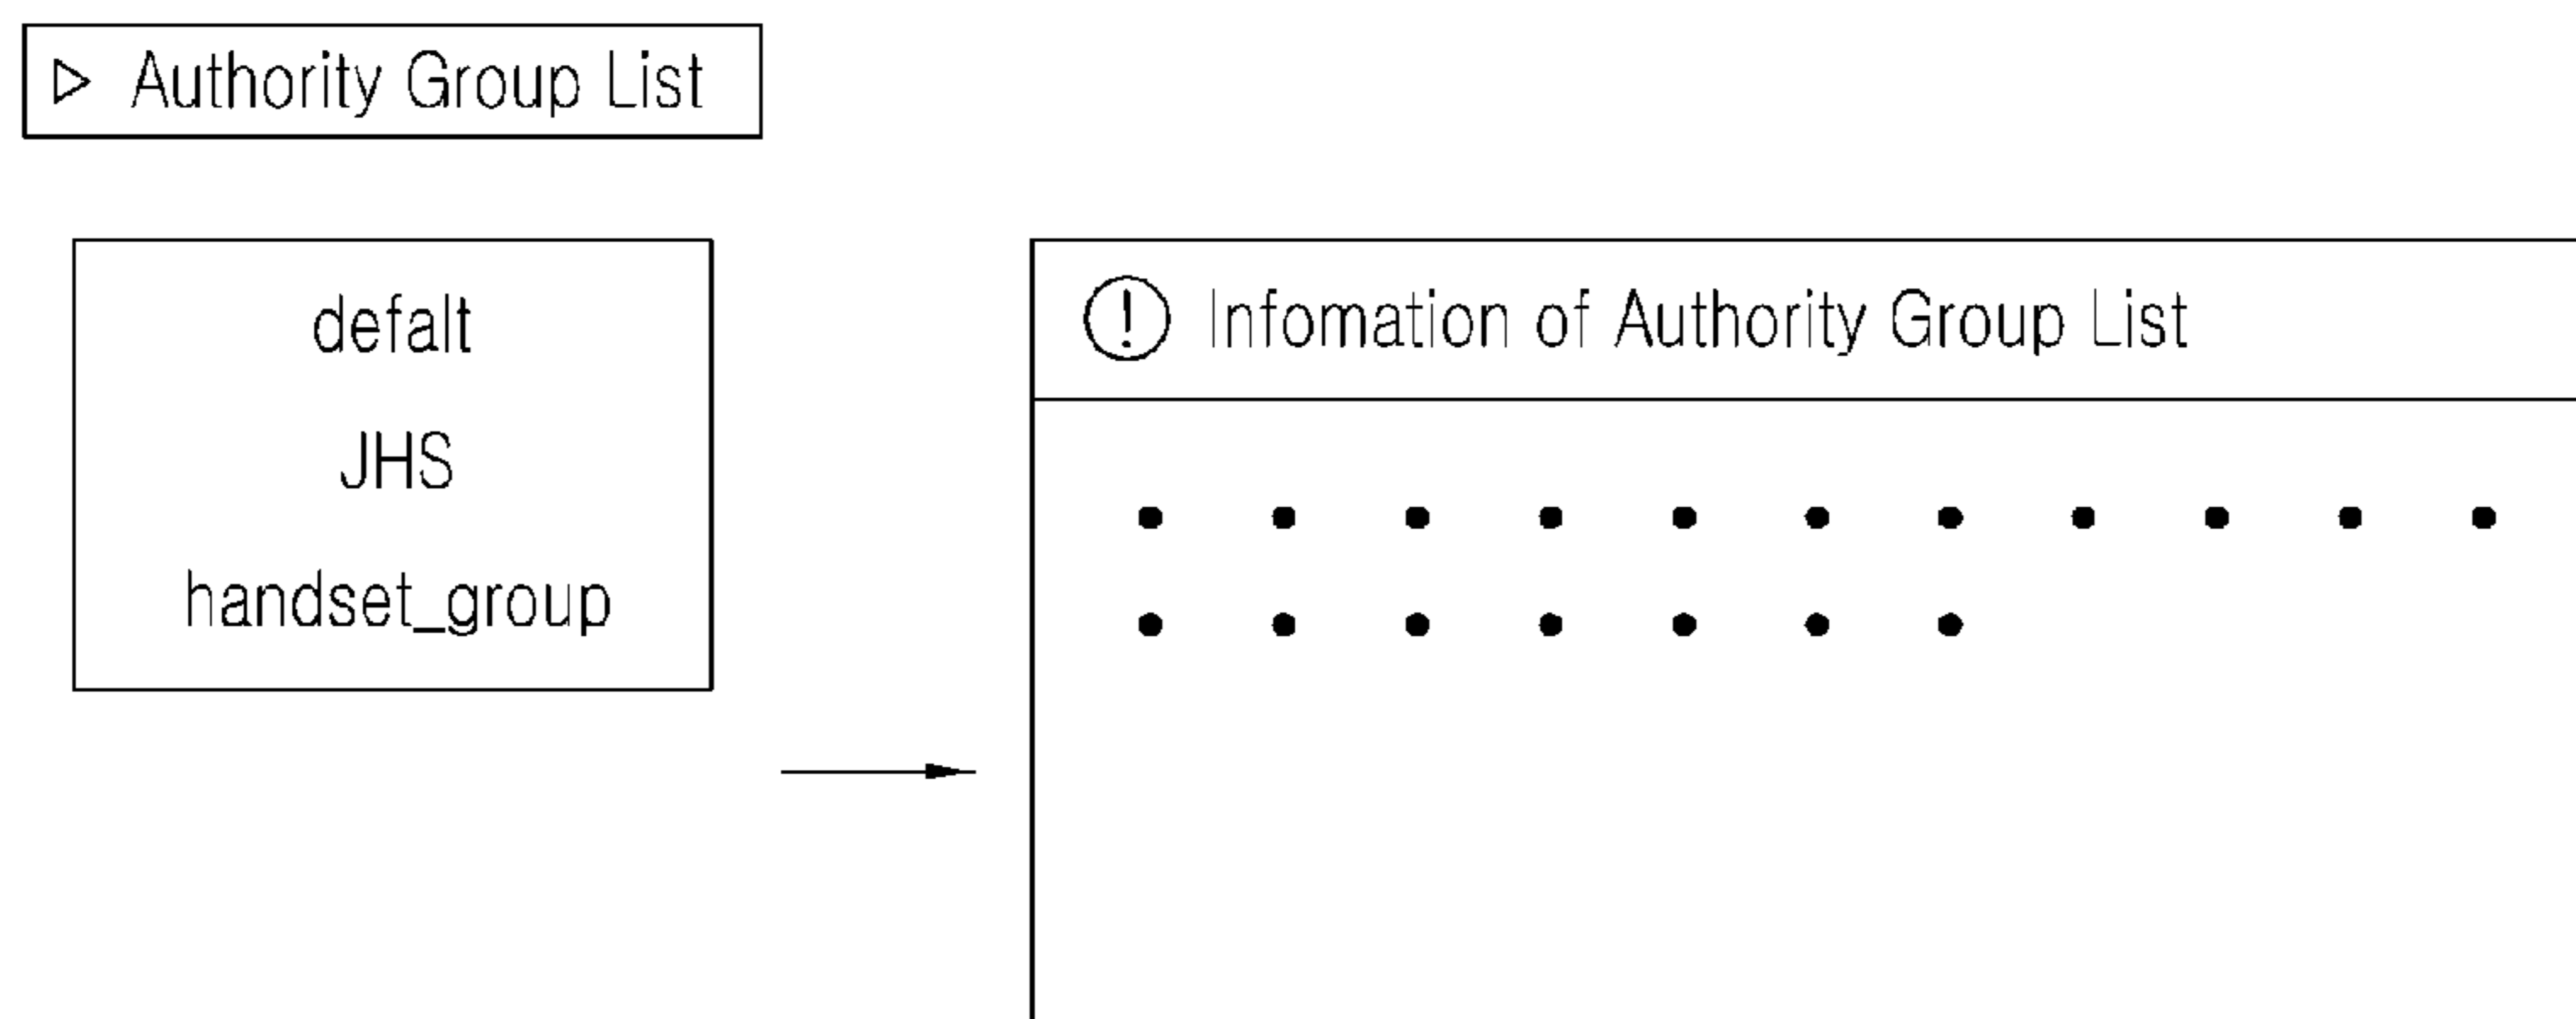 ▷ Authority Group List
defalt
JHS
handset_group
! Infomation of Authority Group List
• • • • • • • • • • •
• • • • • • •